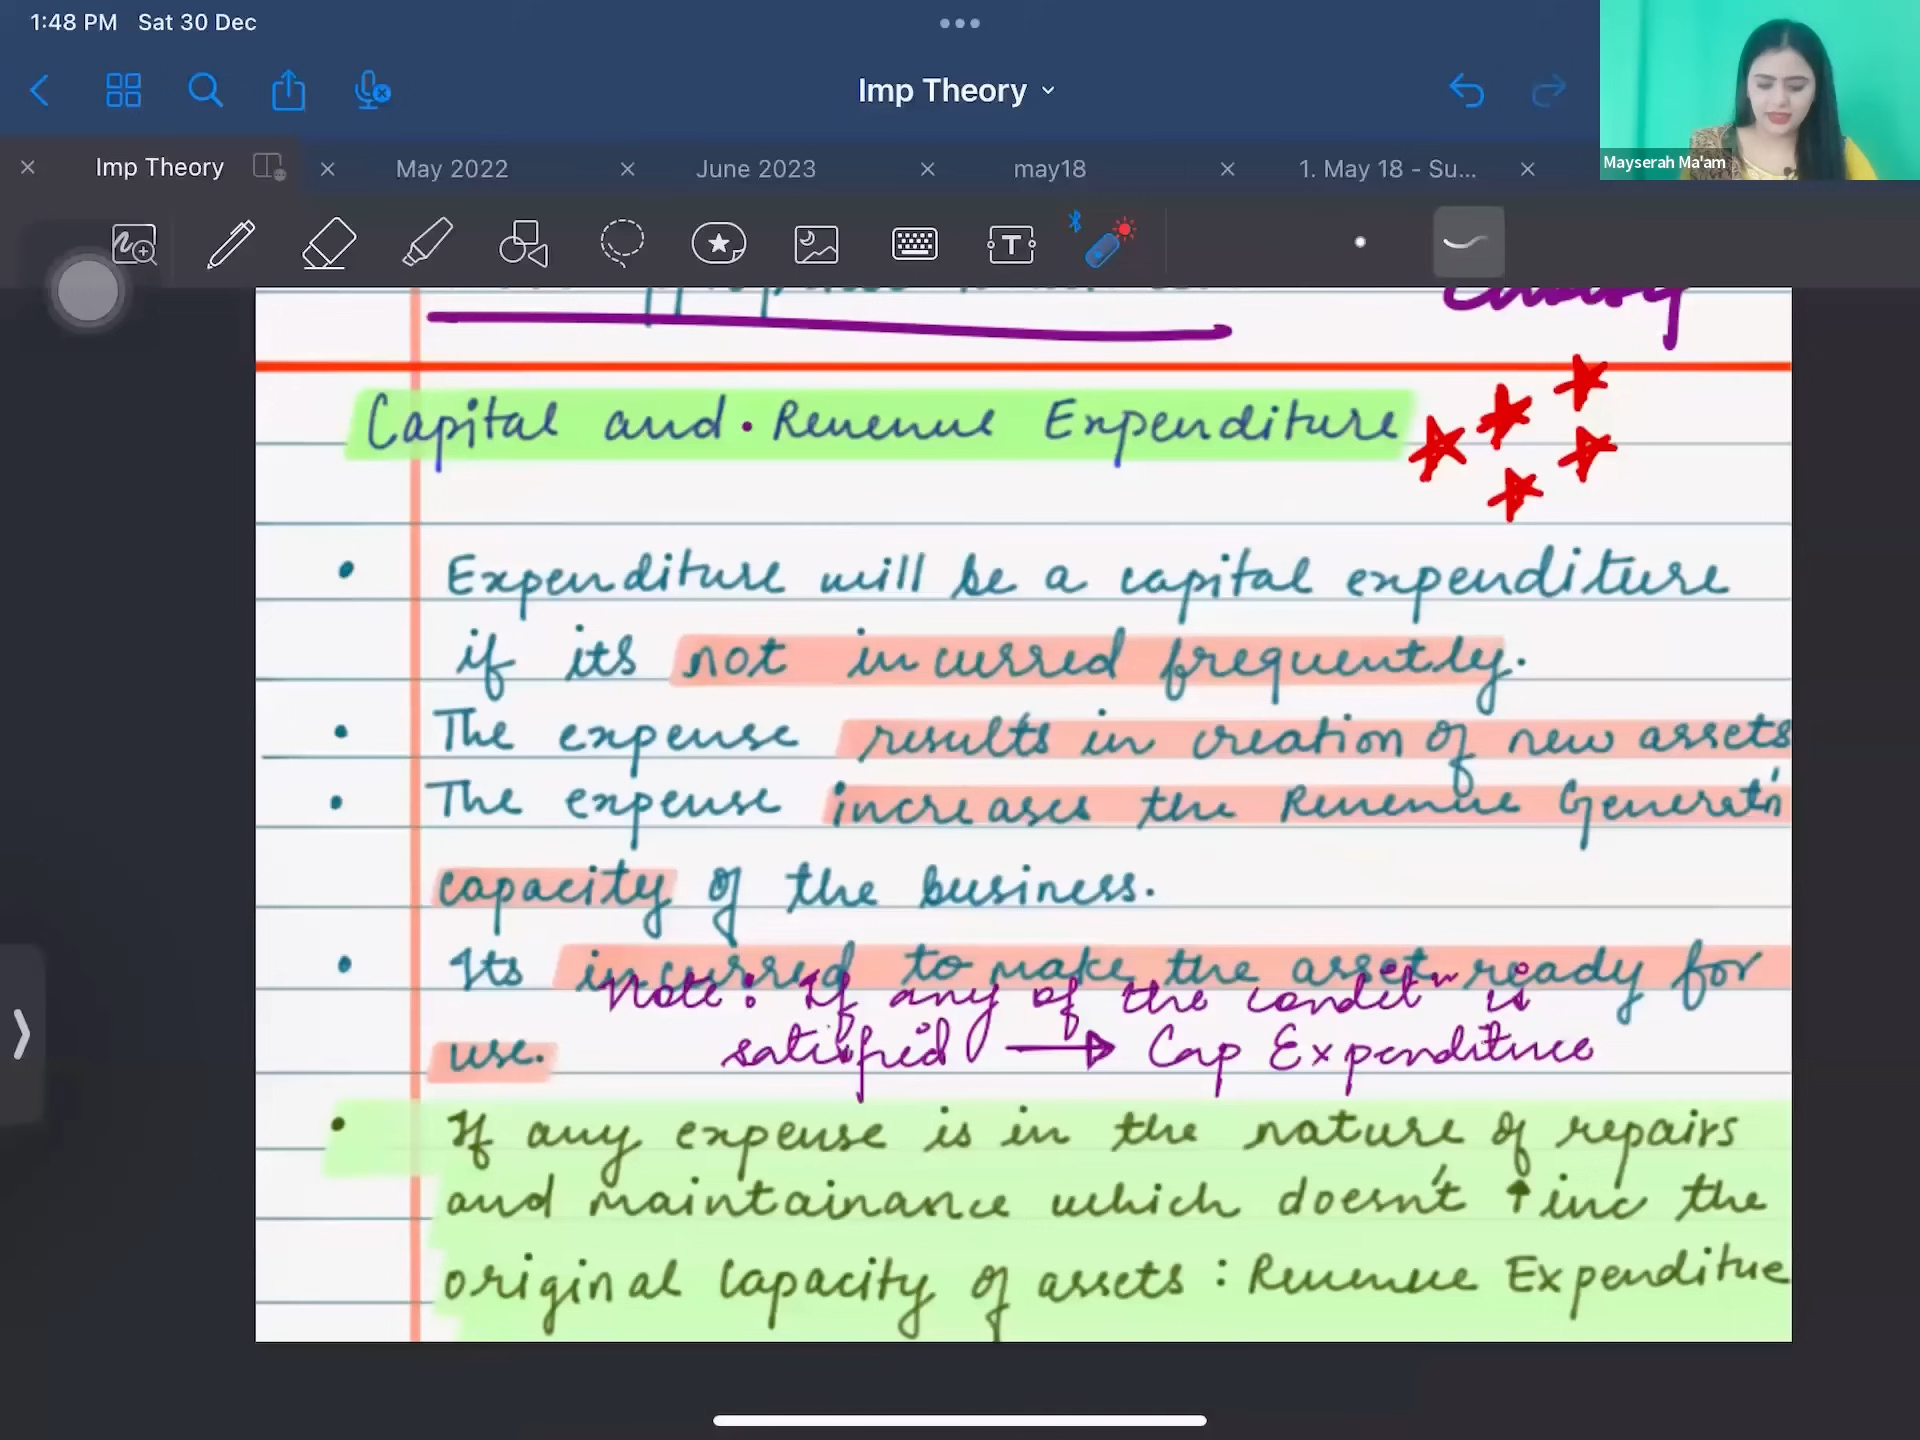 1:48 PM Sat 30 Dec
Imp Theory
Mayserah Ma'am
Imp Theory
May 2022
June 2023
may18
1. May 18 - Su...
Capital and Revenue Expenditure
• Expenditure will be a capital expenditure
if its not incurred frequently.
• The expense results in creation of new assets
• The expense increases the Revenue Generatn
capacity of the business.
• Its incurred to make the asset ready for
Note: If any of the conditn is
use.
satisfied → Cap Expenditure
• If any expense is in the nature of repairs
and maintainance which doesn't ↑ inc the
original capacity of assets : Revenue Expenditue